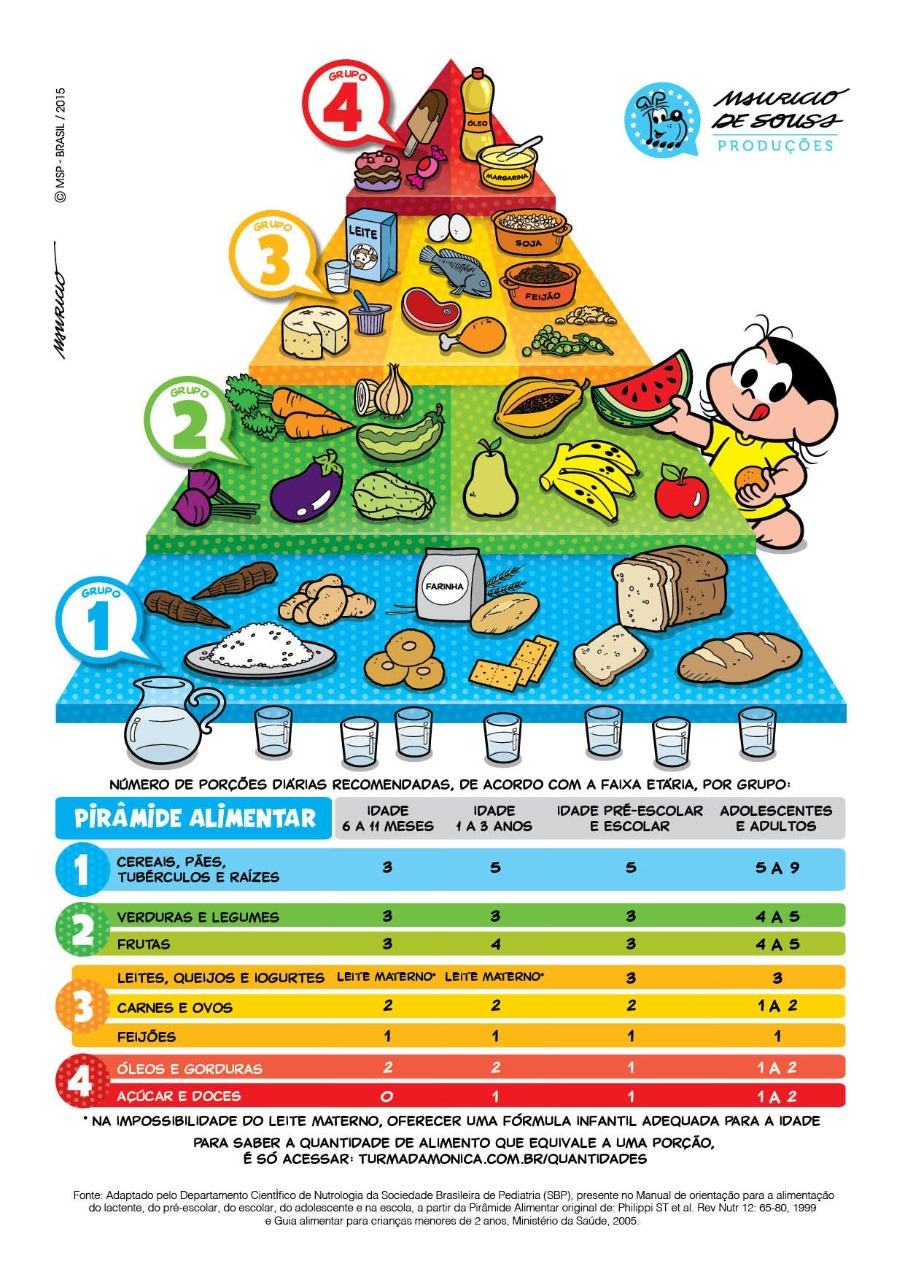 © MSP - BRASIL / 2015
MAURICIO
MAURICIO
DE SOUSA
PRODUÇÕES
GRUPO
4
ÓLEO
MARGARINA
GRUPO
3
LEITE
SOJA
FEIJÃO
GRUPO
2
GRUPO
1
FARINHA
NÚMERO DE PORÇÕES DIÁRIAS RECOMENDADAS, DE ACORDO COM A FAIXA ETÁRIA, POR GRUPO:
PIRÂMIDE ALIMENTAR
IDADE
6 A 11 MESES
IDADE
1 A 3 ANOS
IDADE PRÉ-ESCOLAR
E ESCOLAR
ADOLESCENTES
E ADULTOS
1
CEREAIS, PÃES,
TUBÉRCULOS E RAÍZES
3 5 5 5 A 9
2
VERDURAS E LEGUMES 3 3 3 4 A 5
FRUTAS 3 4 3 4 A 5
3
LEITES, QUEIJOS E IOGURTES LEITE MATERNO* LEITE MATERNO* 3 3
CARNES E OVOS 2 2 2 1 A 2
FEIJÕES 1 1 1 1
4
ÓLEOS E GORDURAS 2 2 1 1 A 2
AÇÚCAR E DOCES 0 1 1 1 A 2
* NA IMPOSSIBILIDADE DO LEITE MATERNO, OFERECER UMA FÓRMULA INFANTIL ADEQUADA PARA A IDADE
PARA SABER A QUANTIDADE DE ALIMENTO QUE EQUIVALE A UMA PORÇÃO,
É SÓ ACESSAR: TURMADAMONICA.COM.BR/QUANTIDADES
Fonte: Adaptado pelo Departamento CientÌfico de Nutrologia da Sociedade Brasileira de Pediatria (SBP), presente no Manual de orientação para a alimentação
do lactente, do pré-escolar, do escolar, do adolescente e na escola, a partir da Pirâmide Alimentar original de: Philippi ST et al. Rev Nutr 12: 65-80, 1999
e Guia alimentar para crianças menores de 2 anos, Ministério da Saúde, 2005.